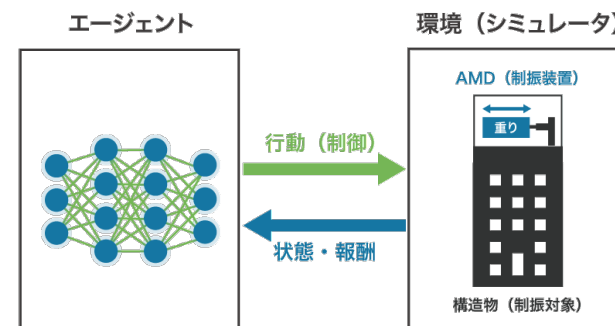 エージェント
環境（シミュレータ）
AMD（制振装置）
重り
行動（制御）
状態・報酬
構造物（制振対象）